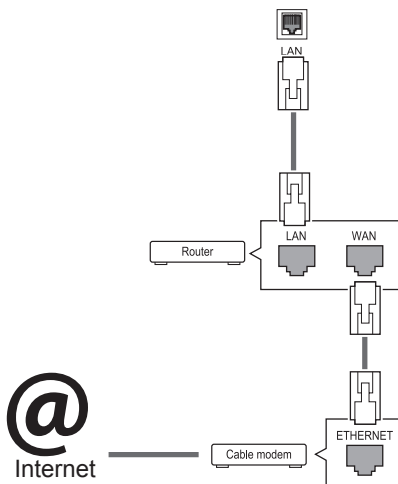 LAN
LAN WAN
Router
ETHERNET
@
Internet
Cable modem